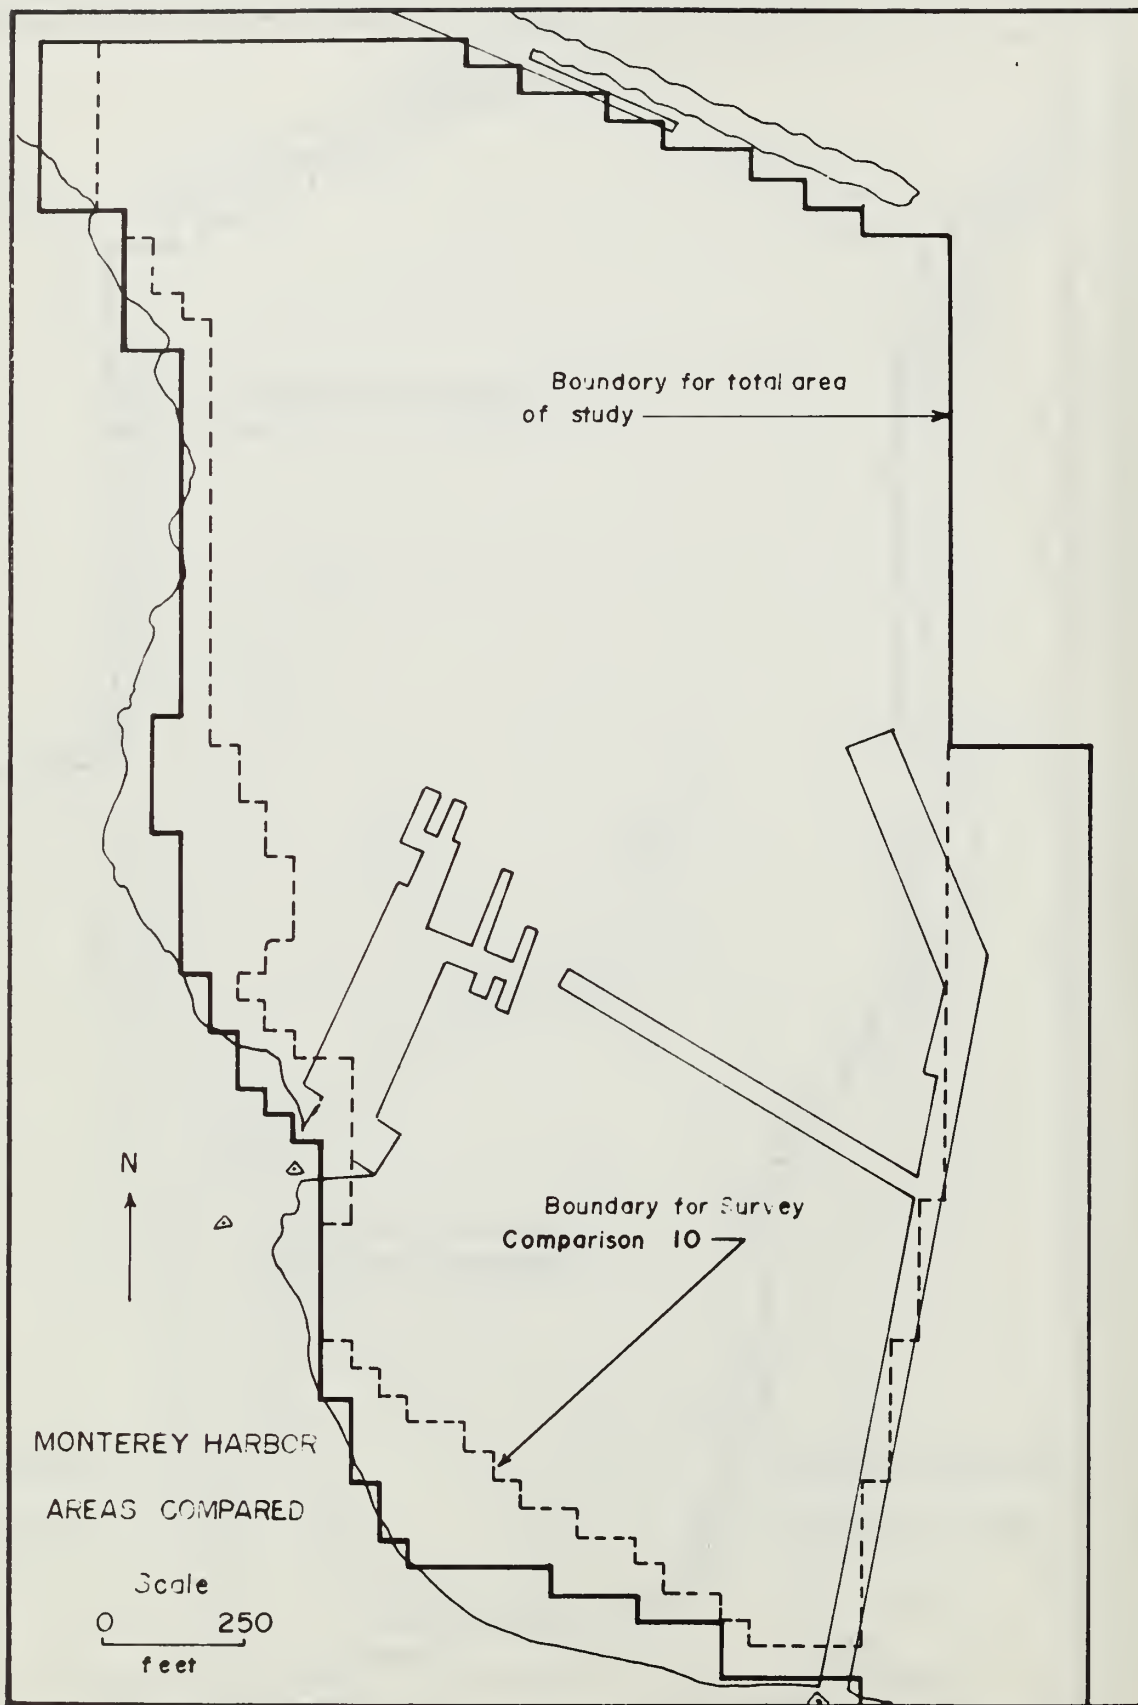 Boundory for total area
of study
N
Boundary for Survey
Comparison 10
MONTEREY HARBOR
AREAS COMPARED
Scale
0 250
feet